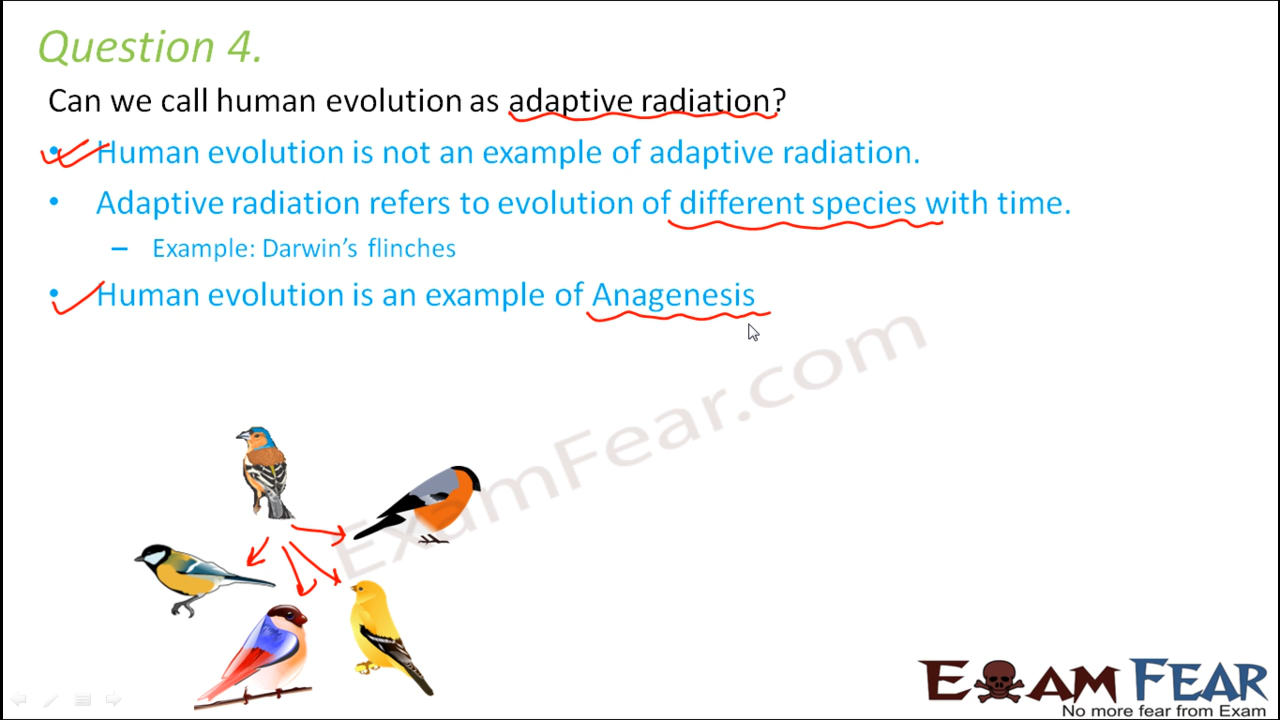 Question 4.
Can we call human evolution as adaptive radiation?
• Human evolution is not an example of adaptive radiation.
• Adaptive radiation refers to evolution of different species with time.
– Example: Darwin's flinches
• Human evolution is an example of Anagenesis
ExamFear.com
EXAM FEAR
No more fear from Exam